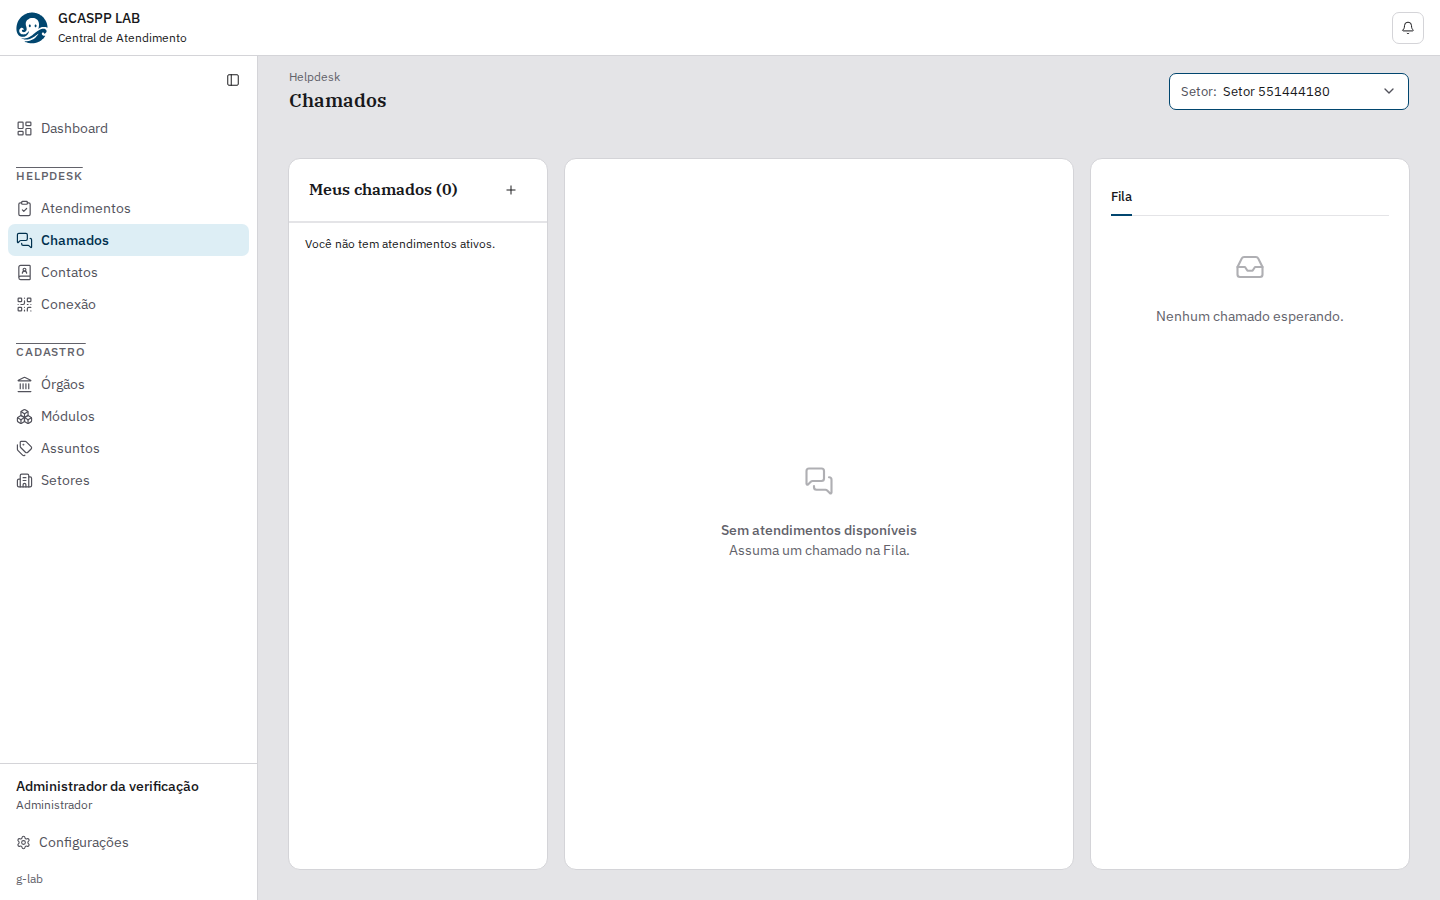 GCASPP LAB
Central de Atendimento
Dashboard
HELPDESK
Atendimentos
Chamados
Contatos
Conexão
CADASTRO
Órgãos
Módulos
Assuntos
Setores
Administrador da verificação
Administrador
Configurações
g-lab
Helpdesk
Chamados
Setor: Setor 551444180
Meus chamados (0)
Você não tem atendimentos ativos.
Sem atendimentos disponíveis
Assuma um chamado na Fila.
Fila
Nenhum chamado esperando.